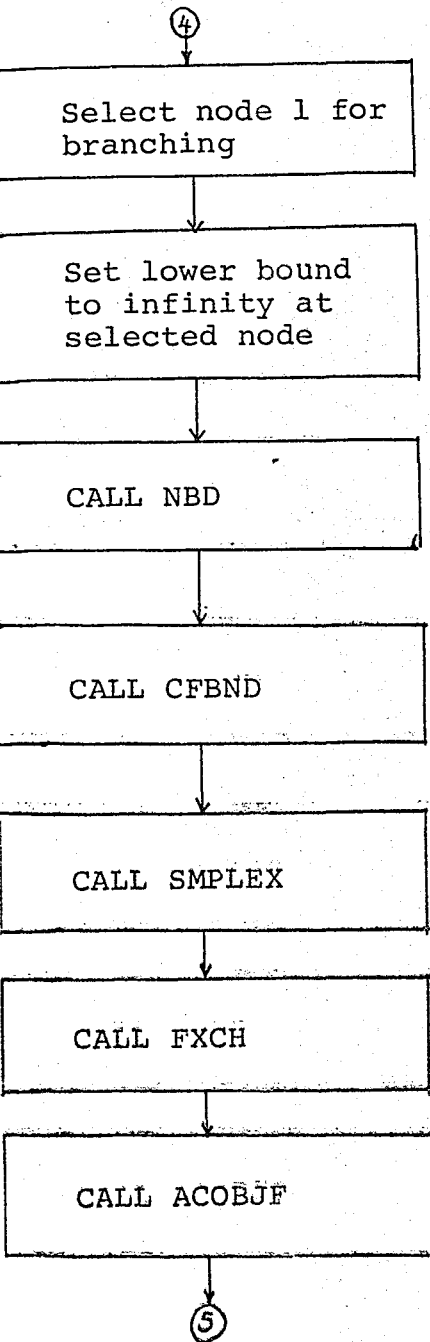 4
Select node 1 for
branching
Set lower bound
to infinity at
selected node
CALL NBD
CALL CFBND
CALL SMPLEX
CALL FXCH
CALL ACOBJF
5